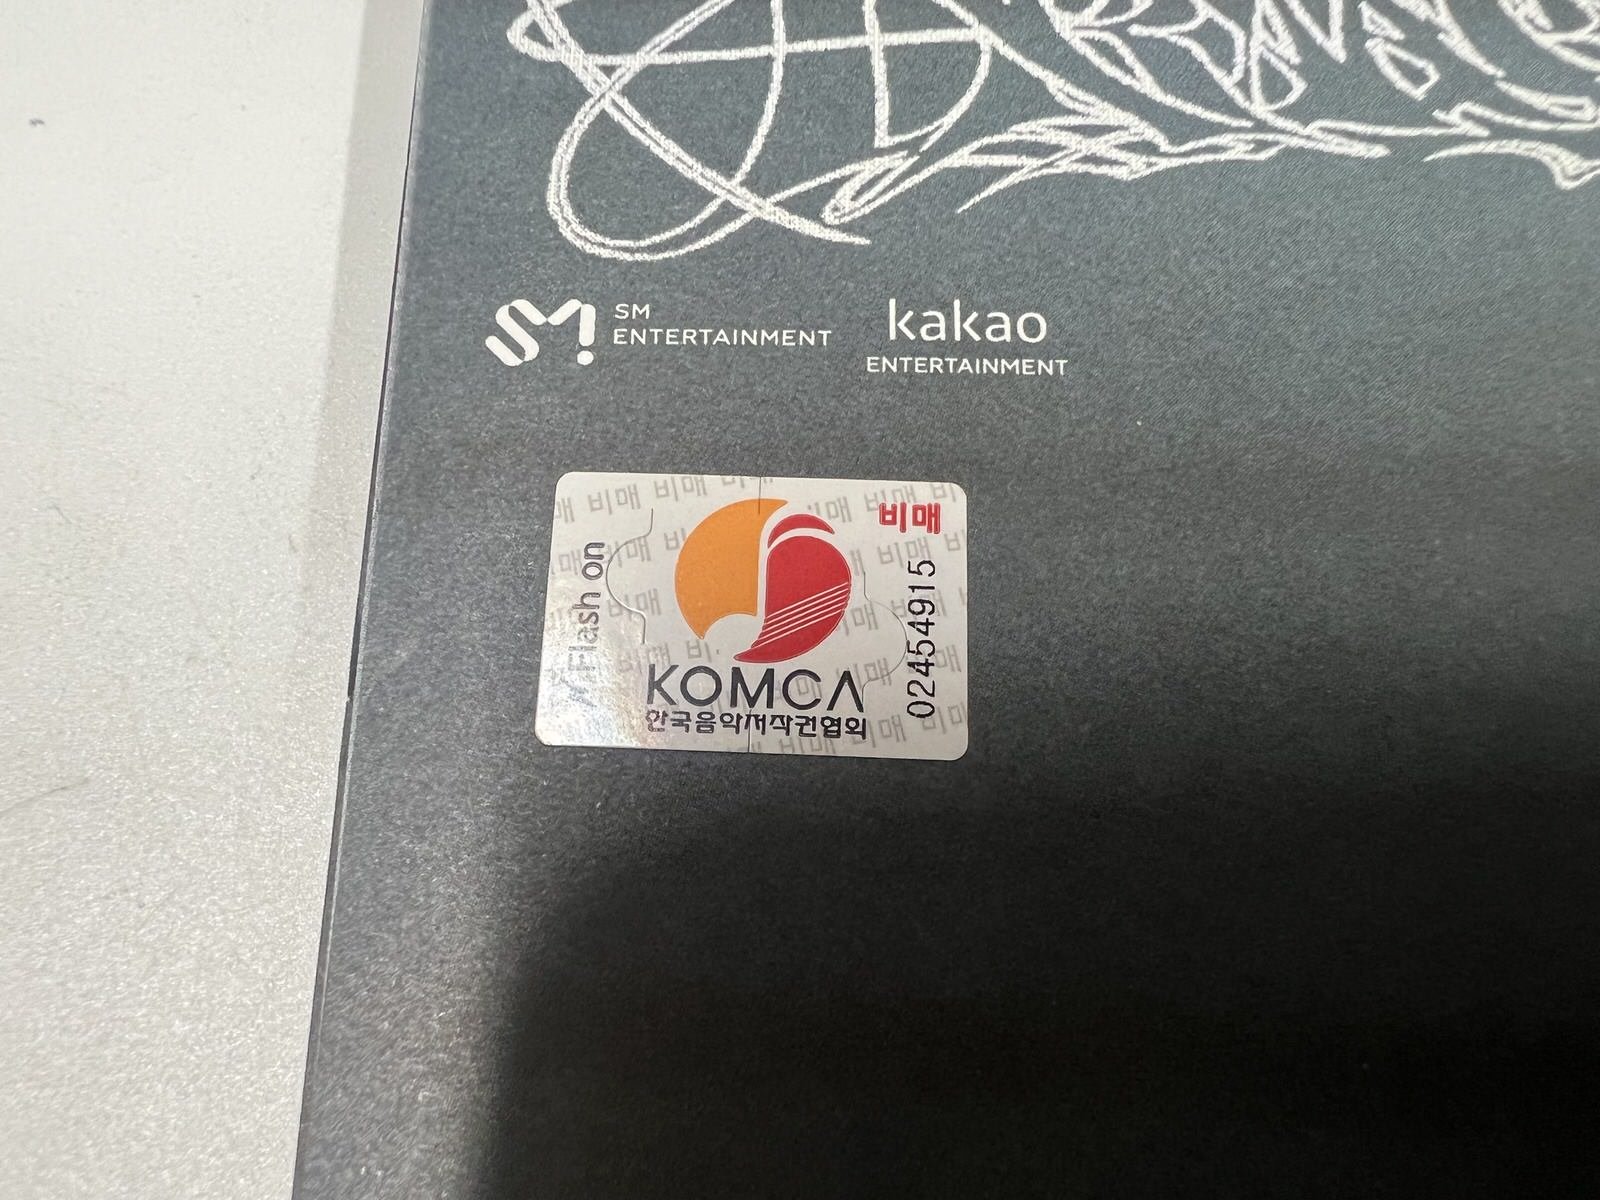 SM
ENTERTAINMENT
kakao
ENTERTAINMENT
비매
Flash on
02454915
KOMCA
한국음악저작권협회